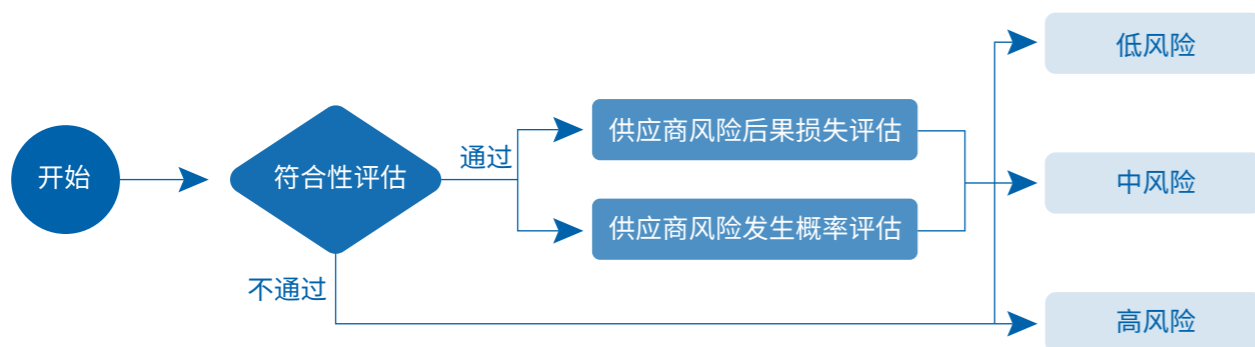 开始
符合性评估
通过
不通过
供应商风险后果损失评估
供应商风险发生概率评估
低风险
中风险
高风险